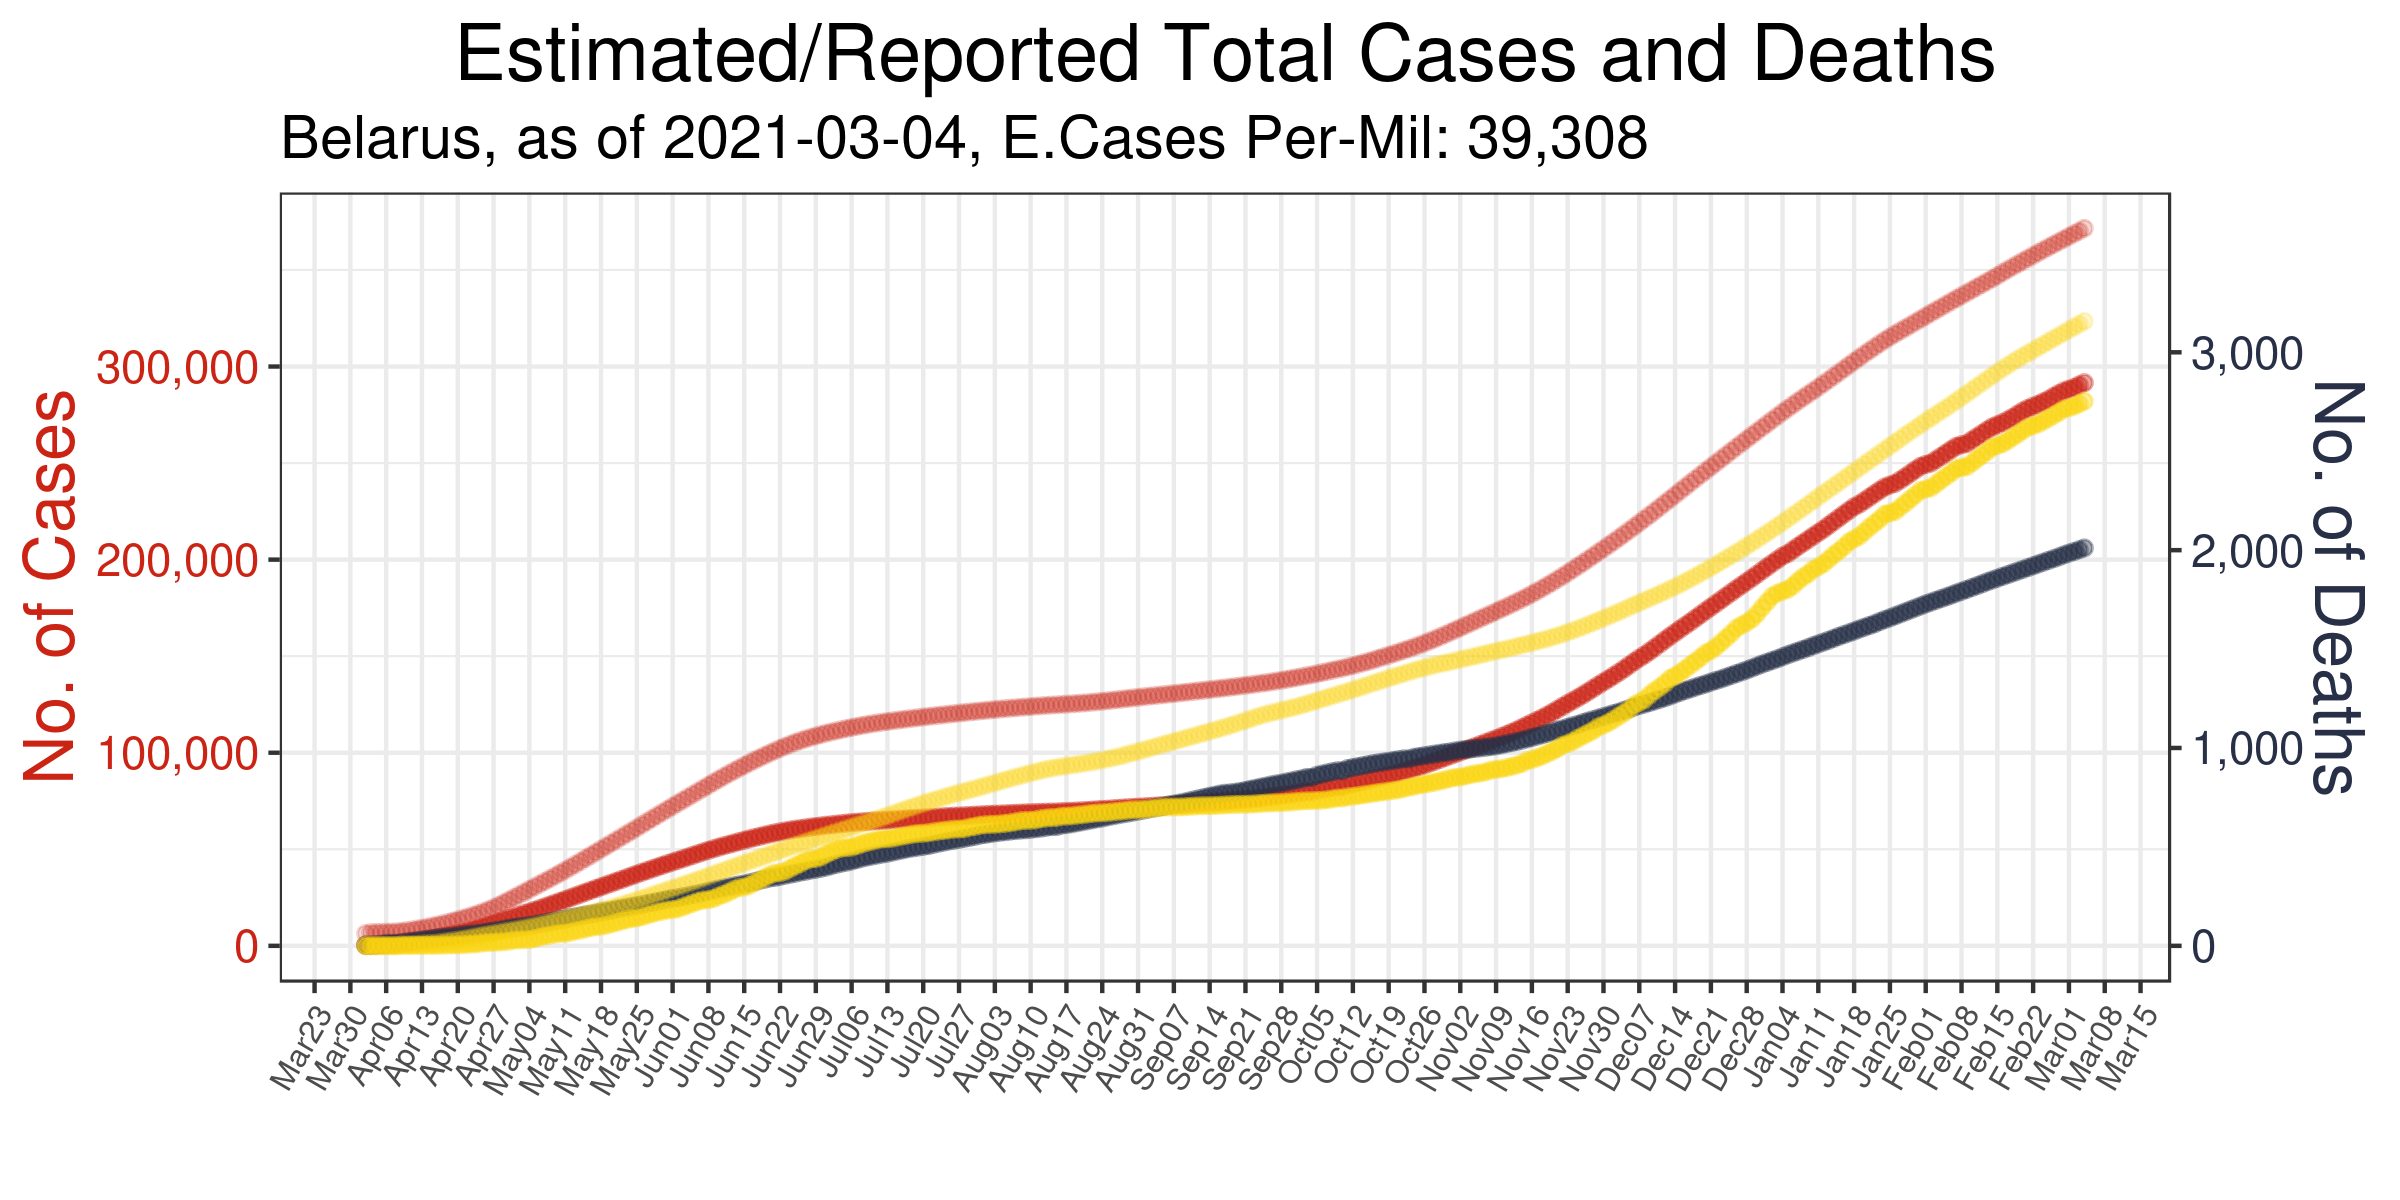 Estimated/Reported Total Cases and Deaths
Belarus, as of 2021-03-04, E.Cases Per-Mil: 39,308
No. of Cases
300,000
200,000
100,000
0
3,000
2,000
1,000
0
No. of Deaths
Mar23
Mar30
Apr06
Apr13
Apr20
Apr27
May04
May11
May18
May25
Jun01
Jun08
Jun15
Jun22
Jun29
Jul06
Jul13
Jul20
Jul27
Aug03
Aug10
Aug17
Aug24
Aug31
Sep07
Sep14
Sep21
Sep28
Oct05
Oct12
Oct19
Oct26
Nov02
Nov09
Nov16
Nov23
Nov30
Dec07
Dec14
Dec21
Dec28
Jan04
Jan11
Jan18
Jan25
Feb01
Feb08
Feb15
Feb22
Mar01
Mar08
Mar15